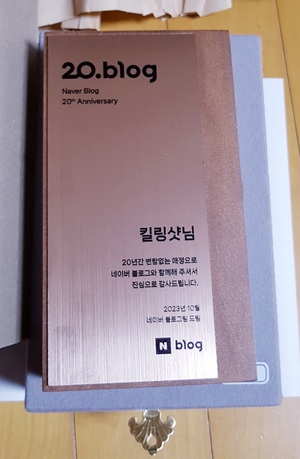 20.blog
Naver Blog
20th Anniversary
킬링샷님
20년간 변함없는 애정으로
네이버 블로그와 함께해 주셔서
진심으로 감사드립니다.
2023년 10월
네이버 블로그팀 드림
N blog